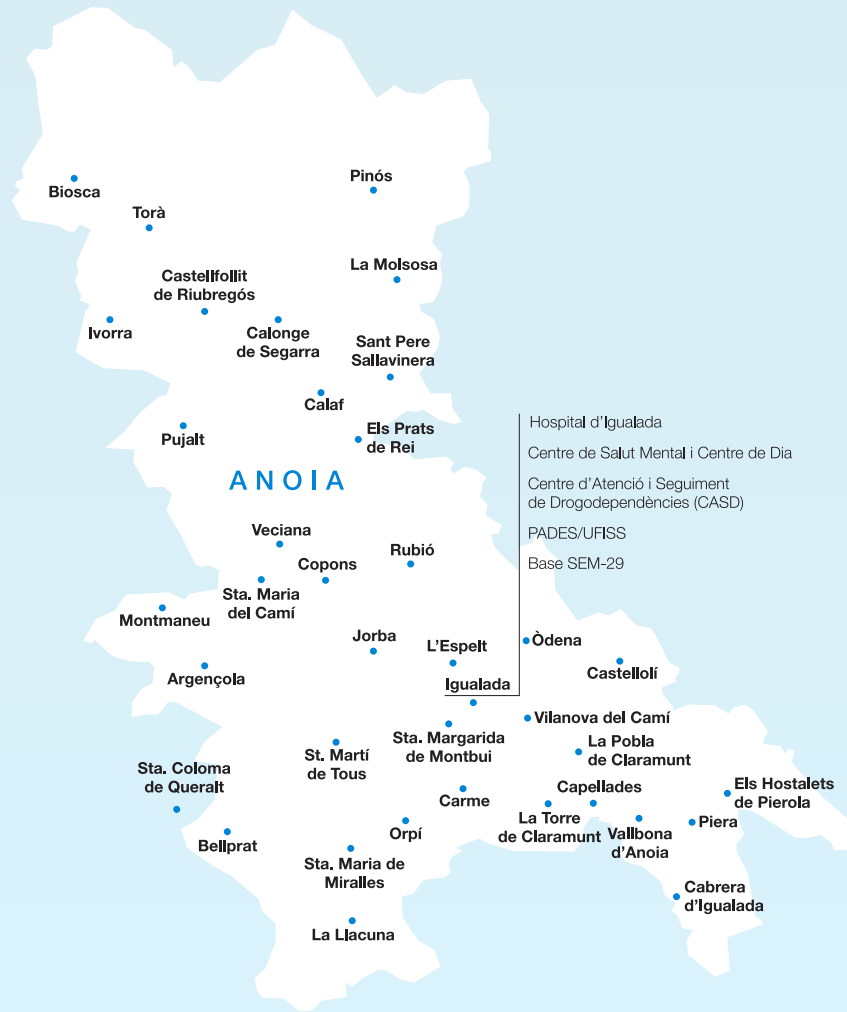 Biosca
Pinós
Torà
La Molsosa
Castellfollit
de Riubregós
Ivorra
Calonge
de Segarra
Sant Pere
Sallavinera
Calaf
Pujalt
Els Prats
de Rei
Hospital d’Igualada
Centre de Salut Mental i Centre de Dia
Centre d’Atenció i Seguiment
de Drogodependències (CASD)
PADES/UFISS
Base SEM-29
ANOIA
Veciana
Copons
Rubió
Sta. Maria
del Camí
Montmaneu
Jorba
L’Espelt
Òdena
Argençola
Igualada
Castellolí
Vilanova del Camí
Sta. Margarida
de Montbui
St. Martí
de Tous
La Pobla
de Claramunt
Sta. Coloma
de Queralt
Carme
Capellades
Els Hostalets
de Pierola
La Torre
de Claramunt
Vallbona
d’Anoia
Piera
Orpí
Bellprat
Sta. Maria de
Miralles
Cabrera
d’Igualada
La Llacuna